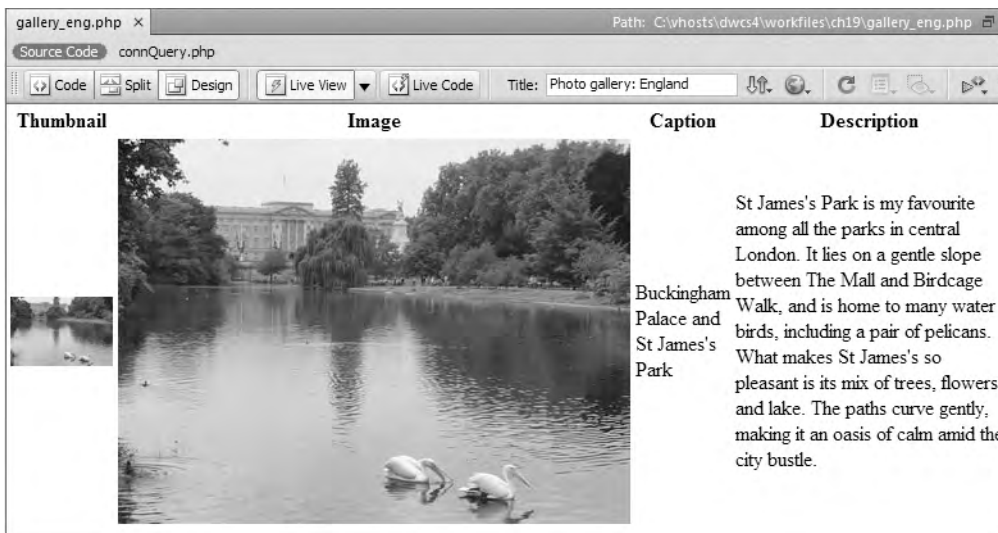 gallery_eng.php × Path: C:\vhosts\dwcs4\workfiles\ch19\gallery_eng.php
Source Code connQuery.php
Code Split Design Live View Live Code Title: Photo gallery: England
Thumbnail Image Caption Description
Buckingham
Palace and
St James's
Park
St James's Park is my favourite
among all the parks in central
London. It lies on a gentle slope
between The Mall and Birdcage
Walk, and is home to many water
birds, including a pair of pelicans.
What makes St James's so
pleasant is its mix of trees, flowers
and lake. The paths curve gently,
making it an oasis of calm amid the
city bustle.